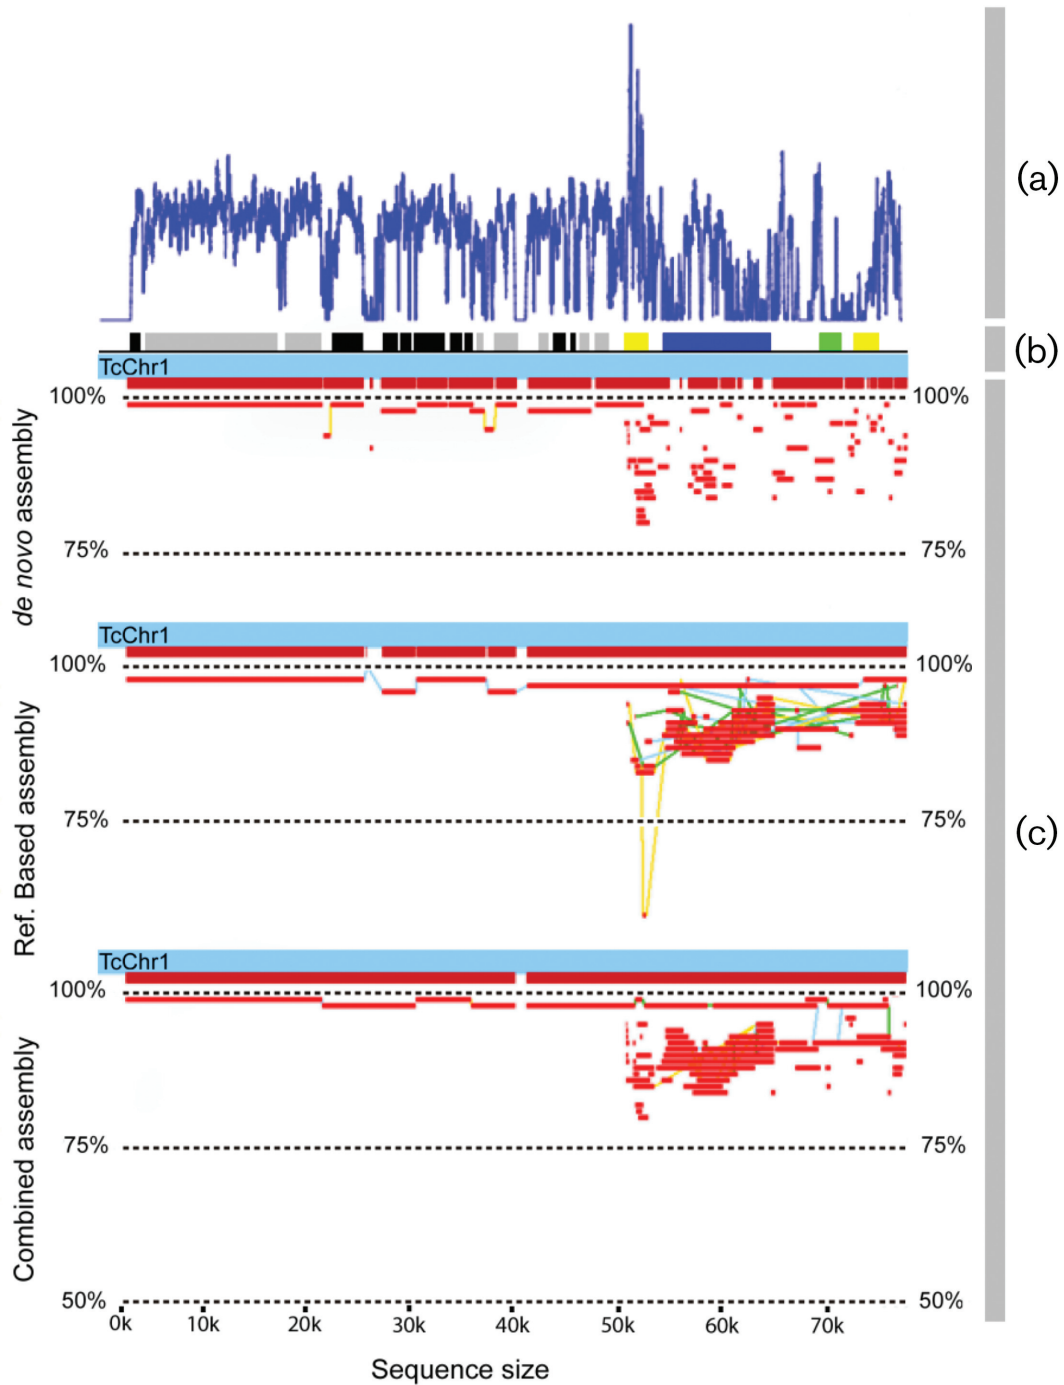 (a)
(b)
TcChr1
100% 100%
de novo assembly
75% 75%
TcChr1
100% 100%
Ref. Based assembly
75% 75%
(c)
TcChr1
100% 100%
Combined assembly
75% 75%
50% 50%
0k 10k 20k 30k 40k 50k 60k 70k
Sequence size